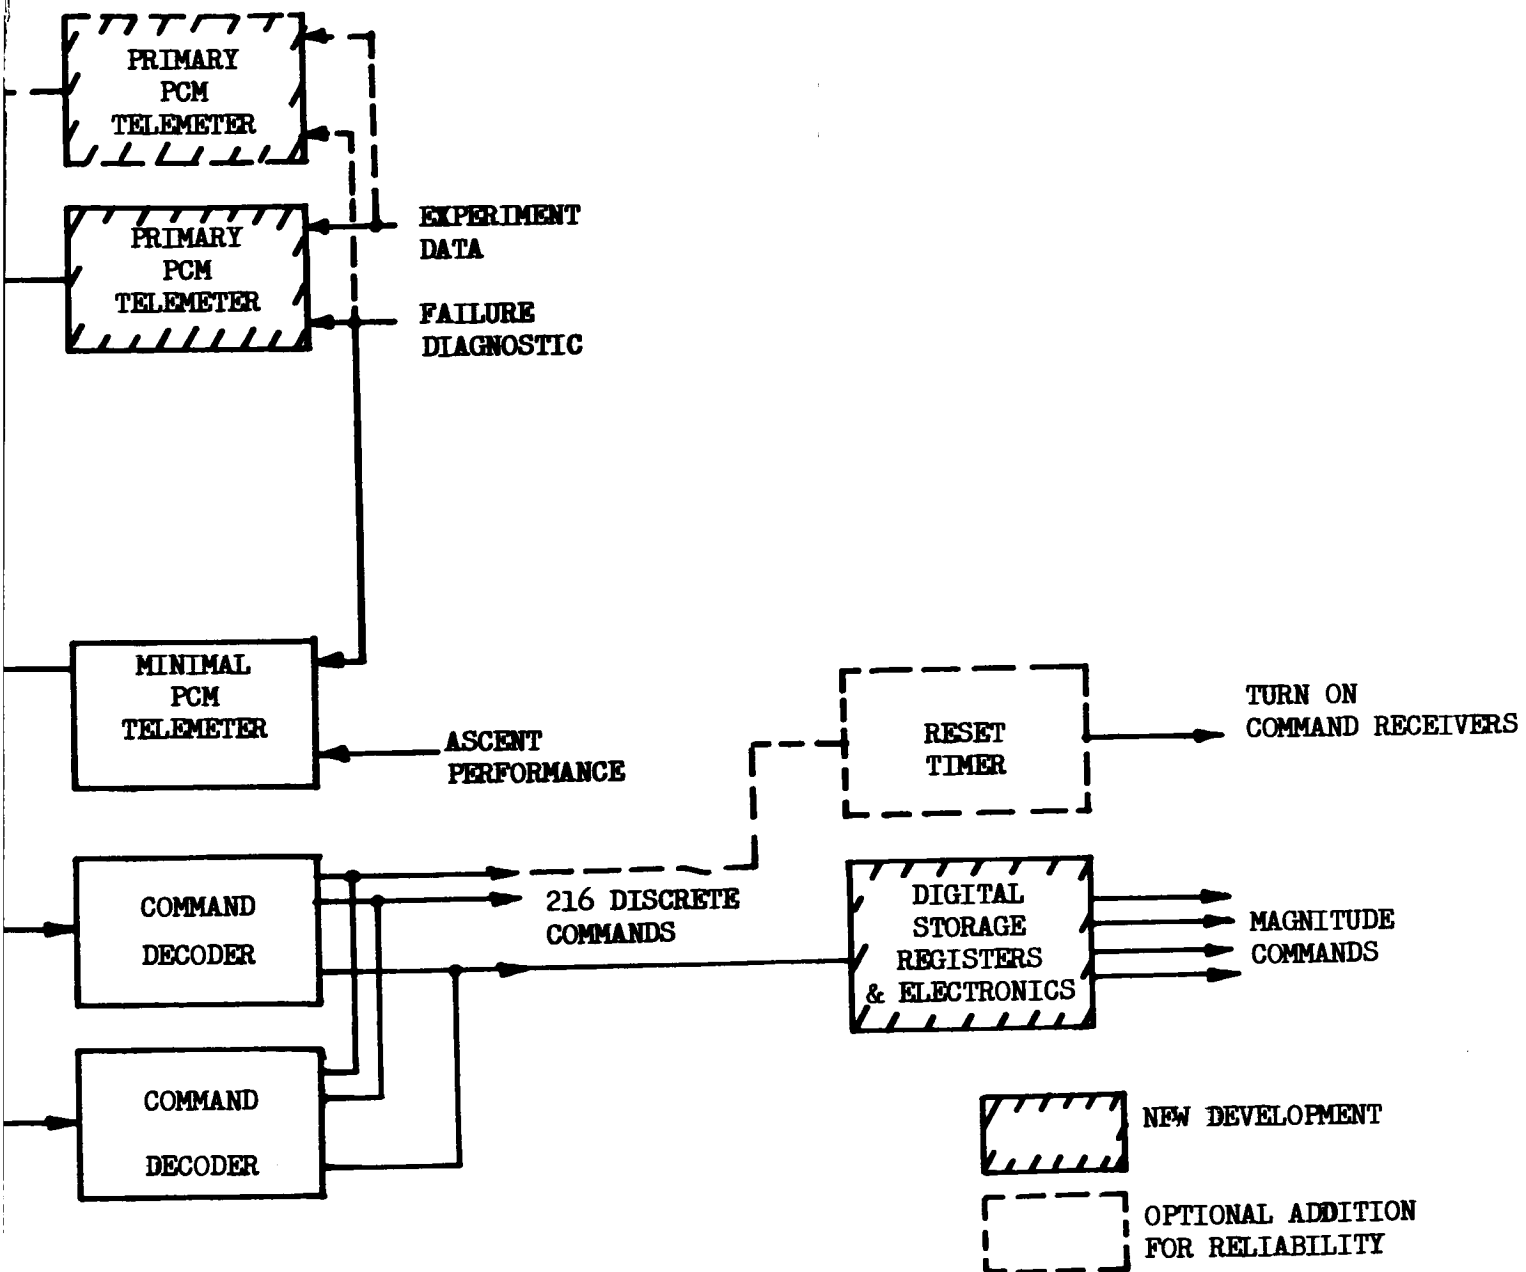 PRIMARY
PCM
TELEMETER
PRIMARY
PCM
TELEMETER
EXPERIMENT
DATA
FAILURE
DIAGNOSTIC
MINIMAL
PCM
TELEMETER
ASCENT
PERFORMANCE
RESET
TIMER
TURN ON
COMMAND RECEIVERS
COMMAND
DECODER
216 DISCRETE
COMMANDS
DIGITAL
STORAGE
REGISTERS
& ELECTRONICS
MAGNITUDE
COMMANDS
COMMAND
DECODER
NEW DEVELOPMENT
OPTIONAL ADDITION
FOR RELIABILITY